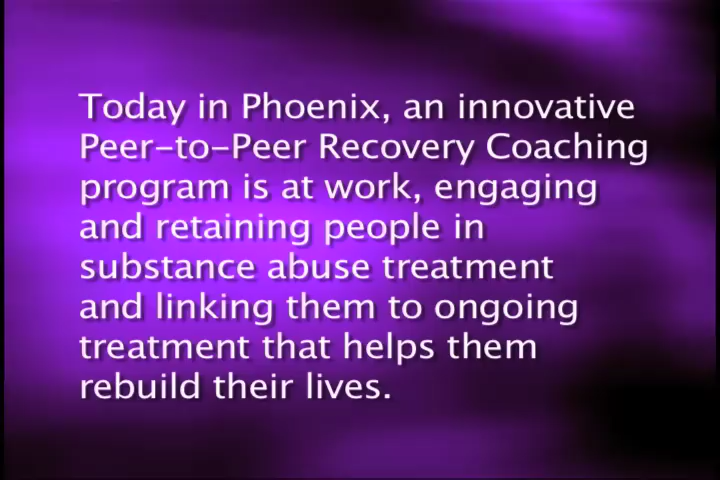 Today in Phoenix, an innovative
Peer-to-Peer Recovery Coaching
program is at work, engaging
and retaining people in
substance abuse treatment
and linking them to ongoing
treatment that helps them
rebuild their lives.